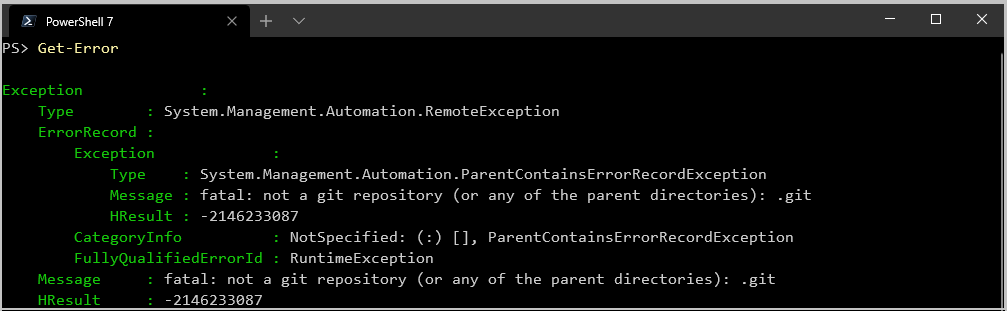 PowerShell 7
PS> Get-Error
Exception                      :
    Type        : System.Management.Automation.RemoteException
    ErrorRecord :
        Exception             :
            Type    : System.Management.Automation.ParentContainsErrorRecordException
            Message : fatal: not a git repository (or any of the parent directories): .git
            HResult : -2146233087
        CategoryInfo          : NotSpecified: (:) [], ParentContainsErrorRecordException
        FullyQualifiedErrorId : RuntimeException
    Message     : fatal: not a git repository (or any of the parent directories): .git
    HResult     : -2146233087